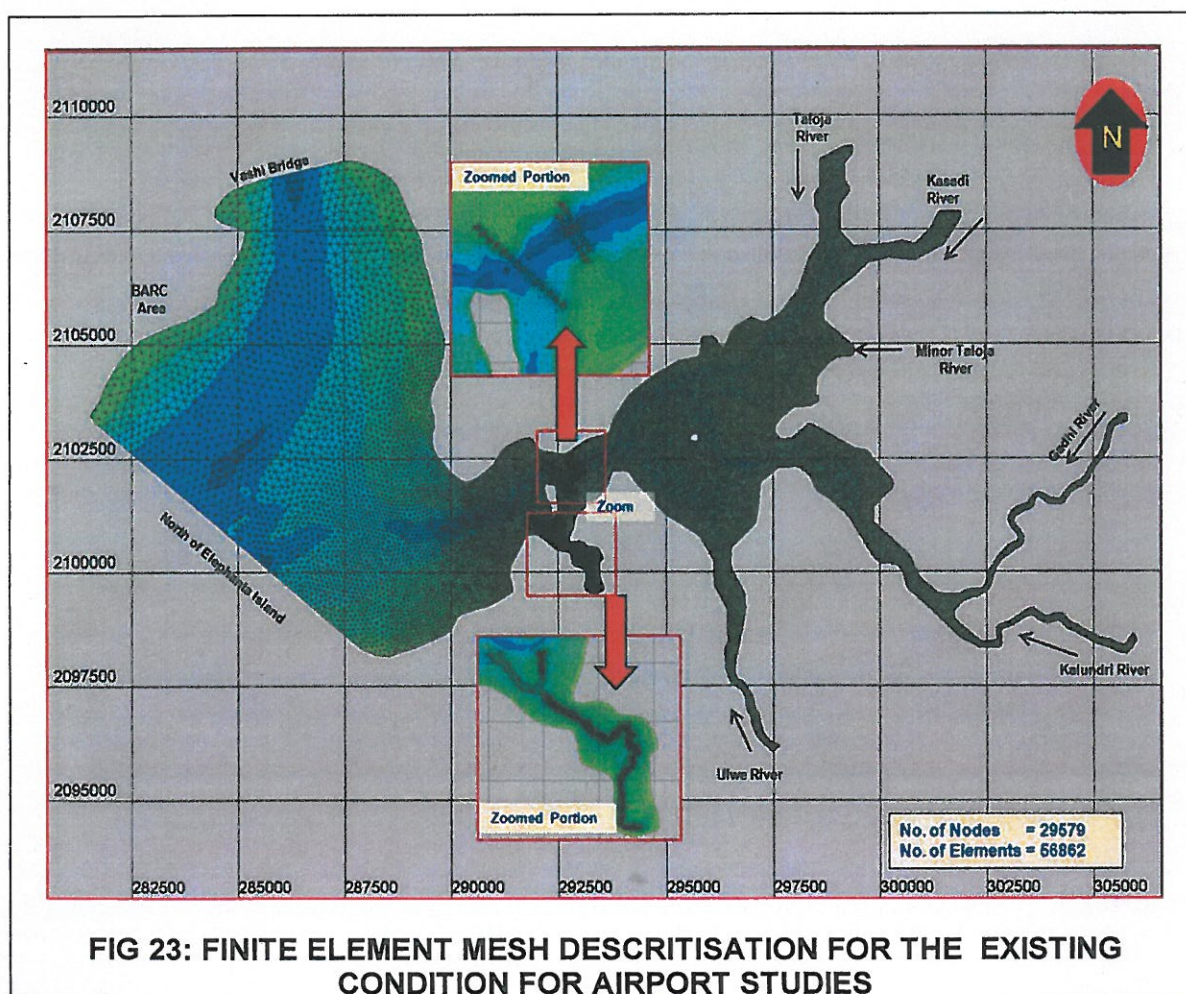 2110000
2107500
2105000
2102500
2100000
2097500
2095000
Vashi Bridge
BARC
Area
North of Elephanta Island
Zoomed Portion
Taloja
River
N
Kasadi
River
Minor Taloja
River
Gadhi River
Zoom
Kalundri River
Ulwe River
Zoomed Portion
No. of Nodes = 29579
No. of Elements = 56862
282500 285000 287500 290000 292500 295000 297500 300000 302500 305000
FIG 23: FINITE ELEMENT MESH DESCRITISATION FOR THE EXISTING
CONDITION FOR AIRPORT STUDIES